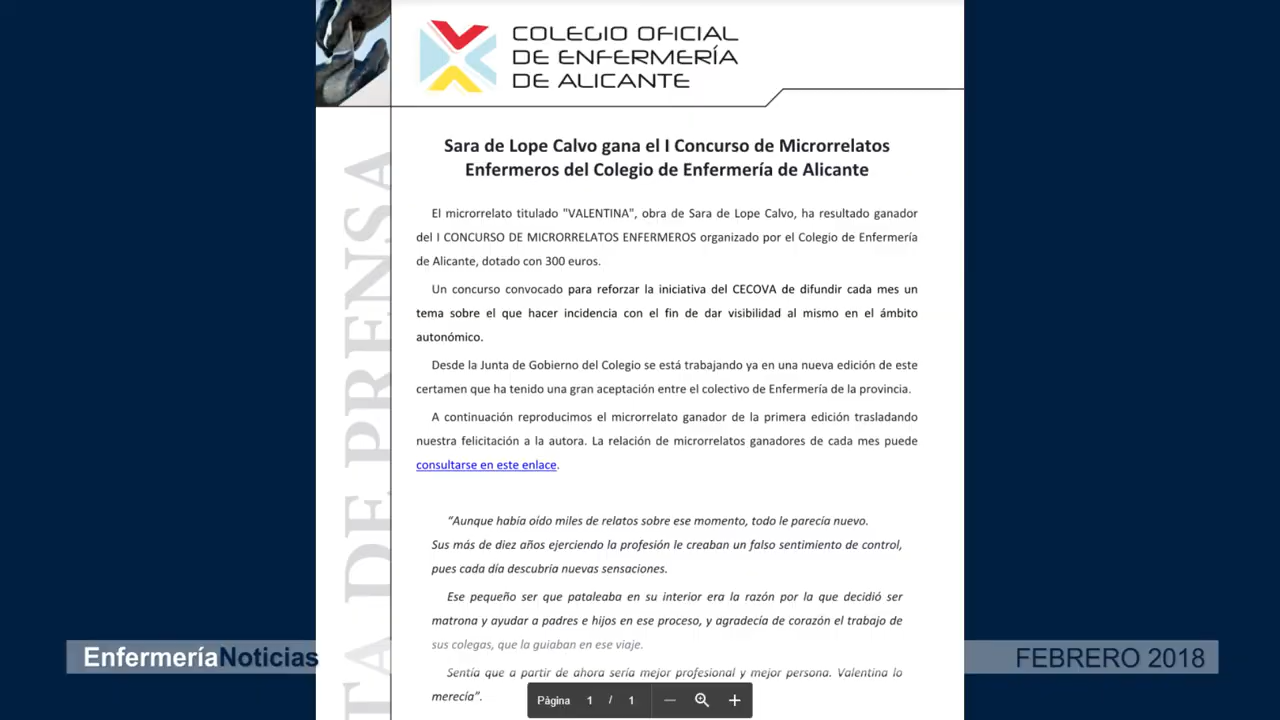 COLEGIO OFICIAL
DE ENFERMERÍA
DE ALICANTE
Sara de Lope Calvo gana el I Concurso de Microrrelatos
Enfermeros del Colegio de Enfermería de Alicante
El microrrelato titulado "VALENTINA", obra de Sara de Lope Calvo, ha resultado ganador
del I CONCURSO DE MICRORRELATOS ENFERMEROS organizado por el Colegio de Enfermería
de Alicante, dotado con 300 euros.
Un concurso convocado para reforzar la iniciativa del CECOVA de difundir cada mes un
tema sobre el que hacer incidencia con el fin de dar visibilidad al mismo en el ámbito
autonómico.
Desde la Junta de Gobierno del Colegio se está trabajando ya en una nueva edición de este
certamen que ha tenido una gran aceptación entre el colectivo de Enfermería de la provincia.
A continuación reproducimos el microrrelato ganador de la primera edición trasladando
nuestra felicitación a la autora. La relación de microrrelatos ganadores de cada mes puede
consultarse en este enlace.
“Aunque había oído miles de relatos sobre ese momento, todo le parecía nuevo.
Sus más de diez años ejerciendo la profesión le creaban un falso sentimiento de control,
pues cada día descubría nuevas sensaciones.
Ese pequeño ser que pataleaba en su interior era la razón por la que decidió ser
matrona y ayudar a padres e hijos en ese proceso, y agradecía de corazón el trabajo de
sus colegas, que la guiaban en ese viaje.
Sentía que a partir de ahora sería mejor profesional y mejor persona. Valentina lo
merecía”.
TA DE PRENSA
EnfermeríaNoticias
FEBRERO 2018
Pàgina 1 / 1